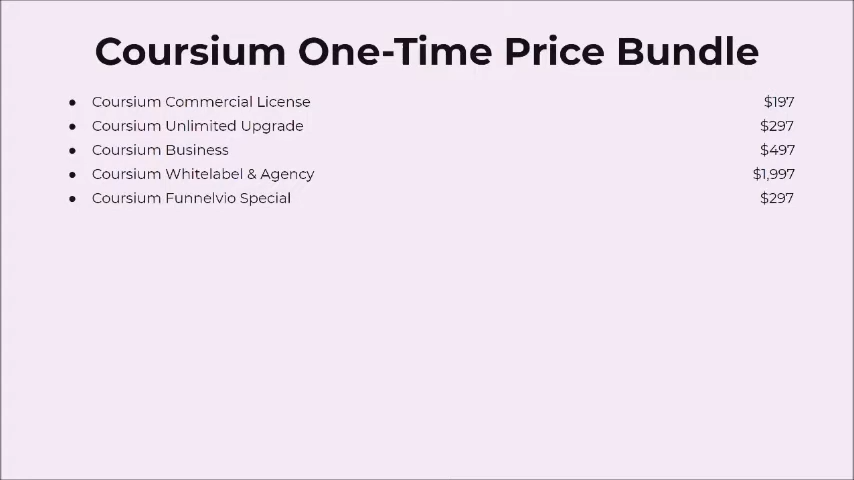 Coursium One-Time Price Bundle
● Coursium Commercial License $197
● Coursium Unlimited Upgrade $297
● Coursium Business $497
● Coursium Whitelabel & Agency $1,997
● Coursium Funnelvio Special $297